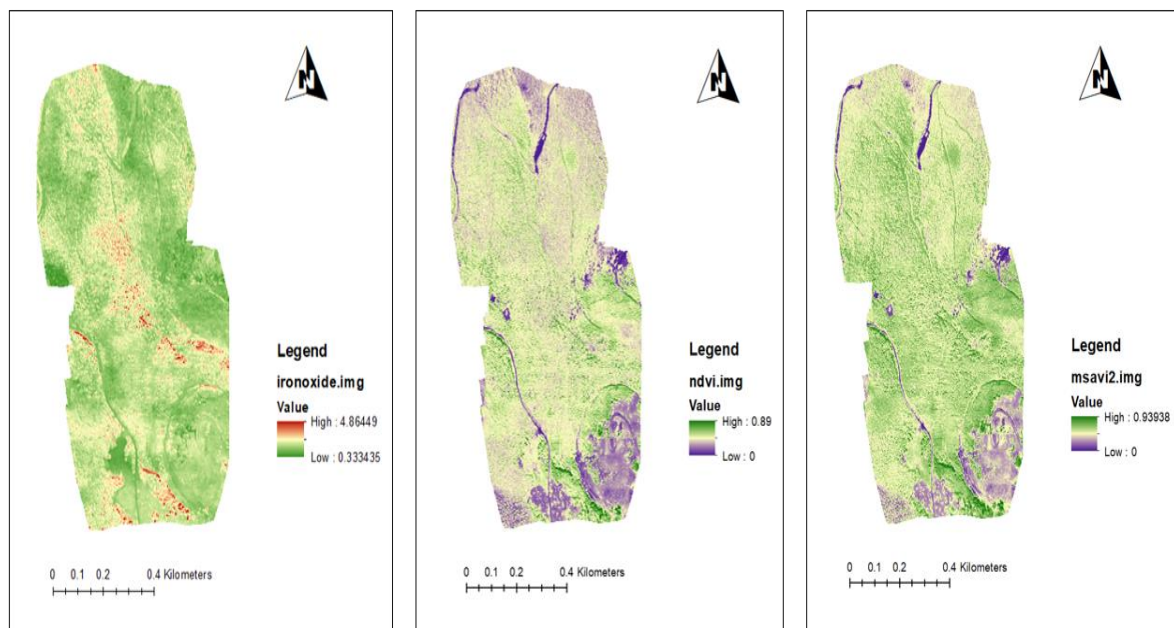 N
Legend
ironoxide.img
Value
High : 4.86449
Low : 0.333435
0 0.1 0.2 0.4 Kilometers
N
Legend
ndvi.img
Value
High : 0.89
Low : 0
0 0.1 0.2 0.4 Kilometers
N
Legend
msavi2.img
Value
High : 0.93938
Low : 0
0 0.1 0.2 0.4 Kilometers